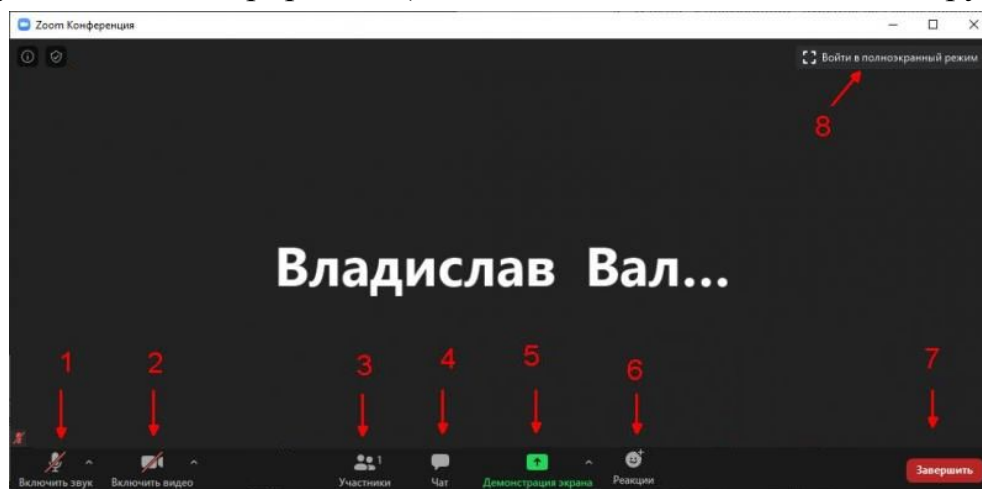 Zoom Конференция
Войти в полноэкранный режим
8
Владислав Вал...
1 2 3 4 5 6 7
1
Включить звук Включить видео Участники Чат Демонстрация экрана Реакции Завершить